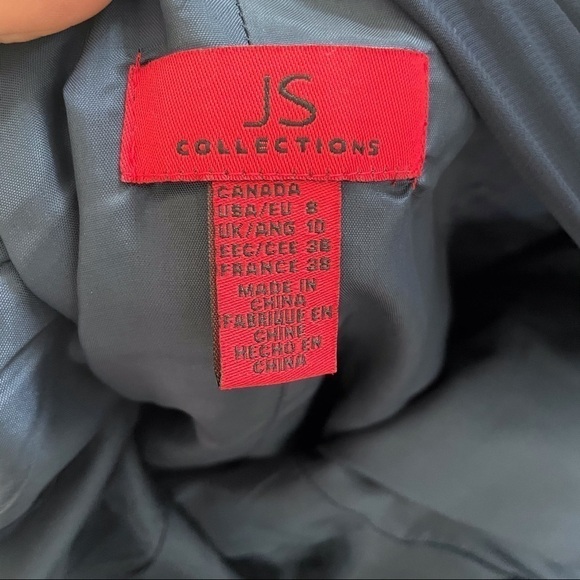 JS
COLLECTIONS
CANADA
USA/EU 8
UK/ANG 10
EEC/CEE 36
FRANCE 38
MADE IN
CHINA
FABRIQUE EN
CHINE
HECHO EN
CHINA